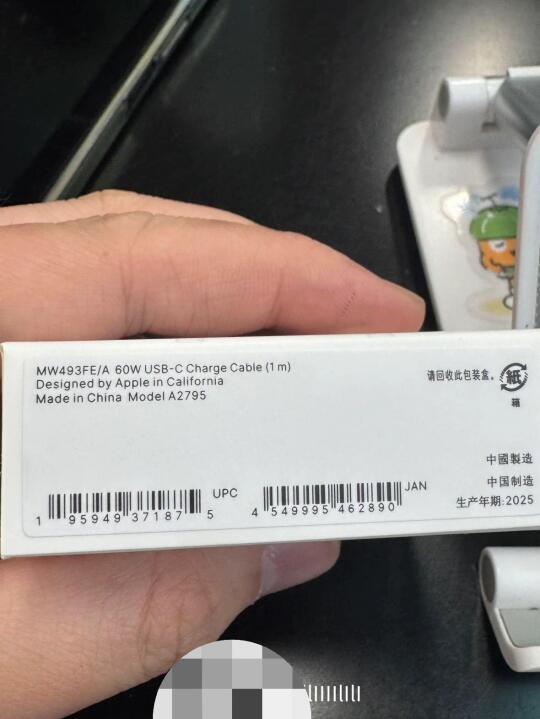 MW493FE/A 60W USB-C Charge Cable (1 m)
Designed by Apple in California
Made in China Model A2795
请回收此包装盒。
紙
箱
中國製造
中国制造
生产年期:2025
UPC
1 95949 37187 5
JAN
4 549995 462890